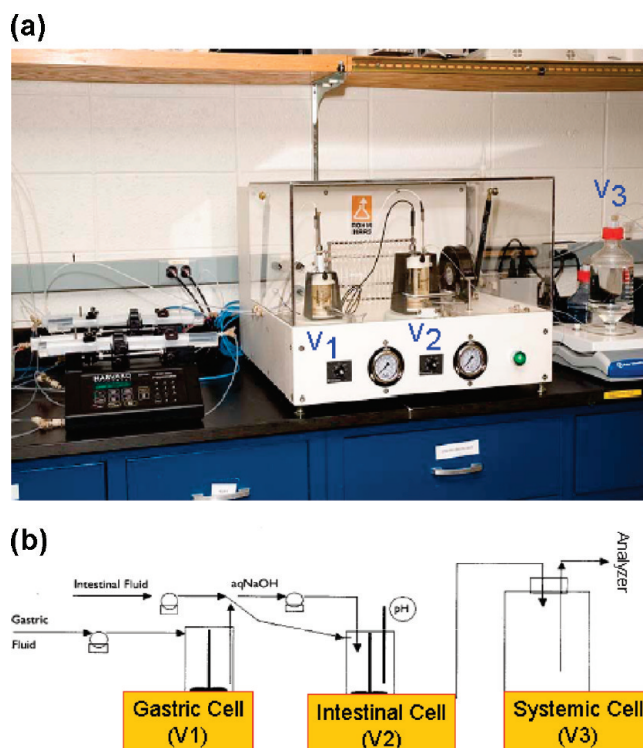 (a)
V3
V1
V2
HARVARD
(b)
Intestinal Fluid
aqNaOH
Gastric
Fluid
pH
Analyzer
Gastric Cell
(V1)
Intestinal Cell
(V2)
Systemic Cell
(V3)